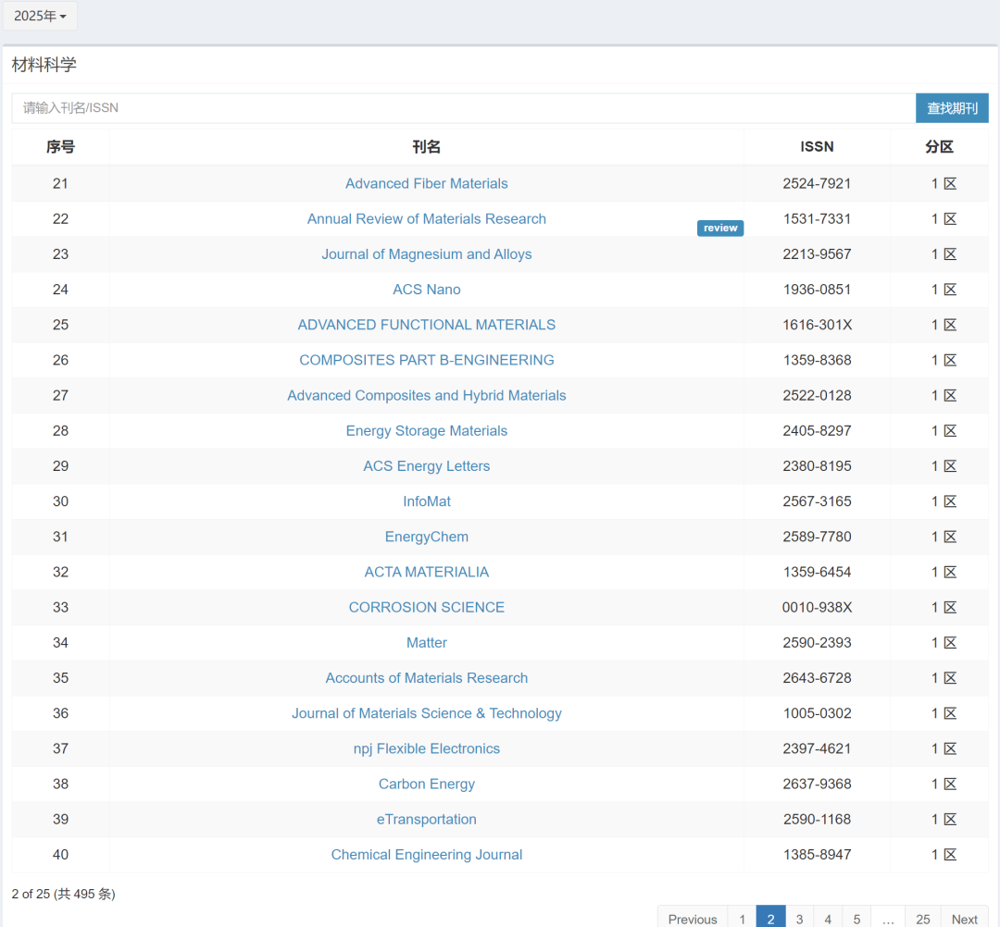 2025年
材料科学
请输入刊名/ISSN 查找期刊
序号 刊名 ISSN 分区
21 Advanced Fiber Materials 2524-7921 1 区
22 Annual Review of Materials Research review 1531-7331 1 区
23 Journal of Magnesium and Alloys 2213-9567 1 区
24 ACS Nano 1936-0851 1 区
25 ADVANCED FUNCTIONAL MATERIALS 1616-301X 1 区
26 COMPOSITES PART B-ENGINEERING 1359-8368 1 区
27 Advanced Composites and Hybrid Materials 2522-0128 1 区
28 Energy Storage Materials 2405-8297 1 区
29 ACS Energy Letters 2380-8195 1 区
30 InfoMat 2567-3165 1 区
31 EnergyChem 2589-7780 1 区
32 ACTA MATERIALIA 1359-6454 1 区
33 CORROSION SCIENCE 0010-938X 1 区
34 Matter 2590-2393 1 区
35 Accounts of Materials Research 2643-6728 1 区
36 Journal of Materials Science & Technology 1005-0302 1 区
37 npj Flexible Electronics 2397-4621 1 区
38 Carbon Energy 2637-9368 1 区
39 eTransportation 2590-1168 1 区
40 Chemical Engineering Journal 1385-8947 1 区
2 of 25 (共 495 条)
Previous 1 2 3 4 5 … 25 Next